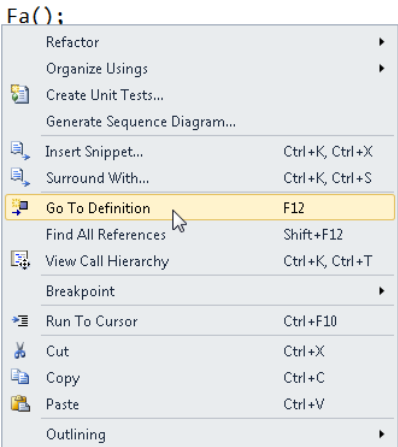 Fa();
Refactor
Organize Usings
Create Unit Tests...
Generate Sequence Diagram...
Insert Snippet... Ctrl+K, Ctrl+X
Surround With... Ctrl+K, Ctrl+S
Go To Definition F12
Find All References Shift+F12
View Call Hierarchy Ctrl+K, Ctrl+T
Breakpoint
Run To Cursor Ctrl+F10
Cut Ctrl+X
Copy Ctrl+C
Paste Ctrl+V
Outlining